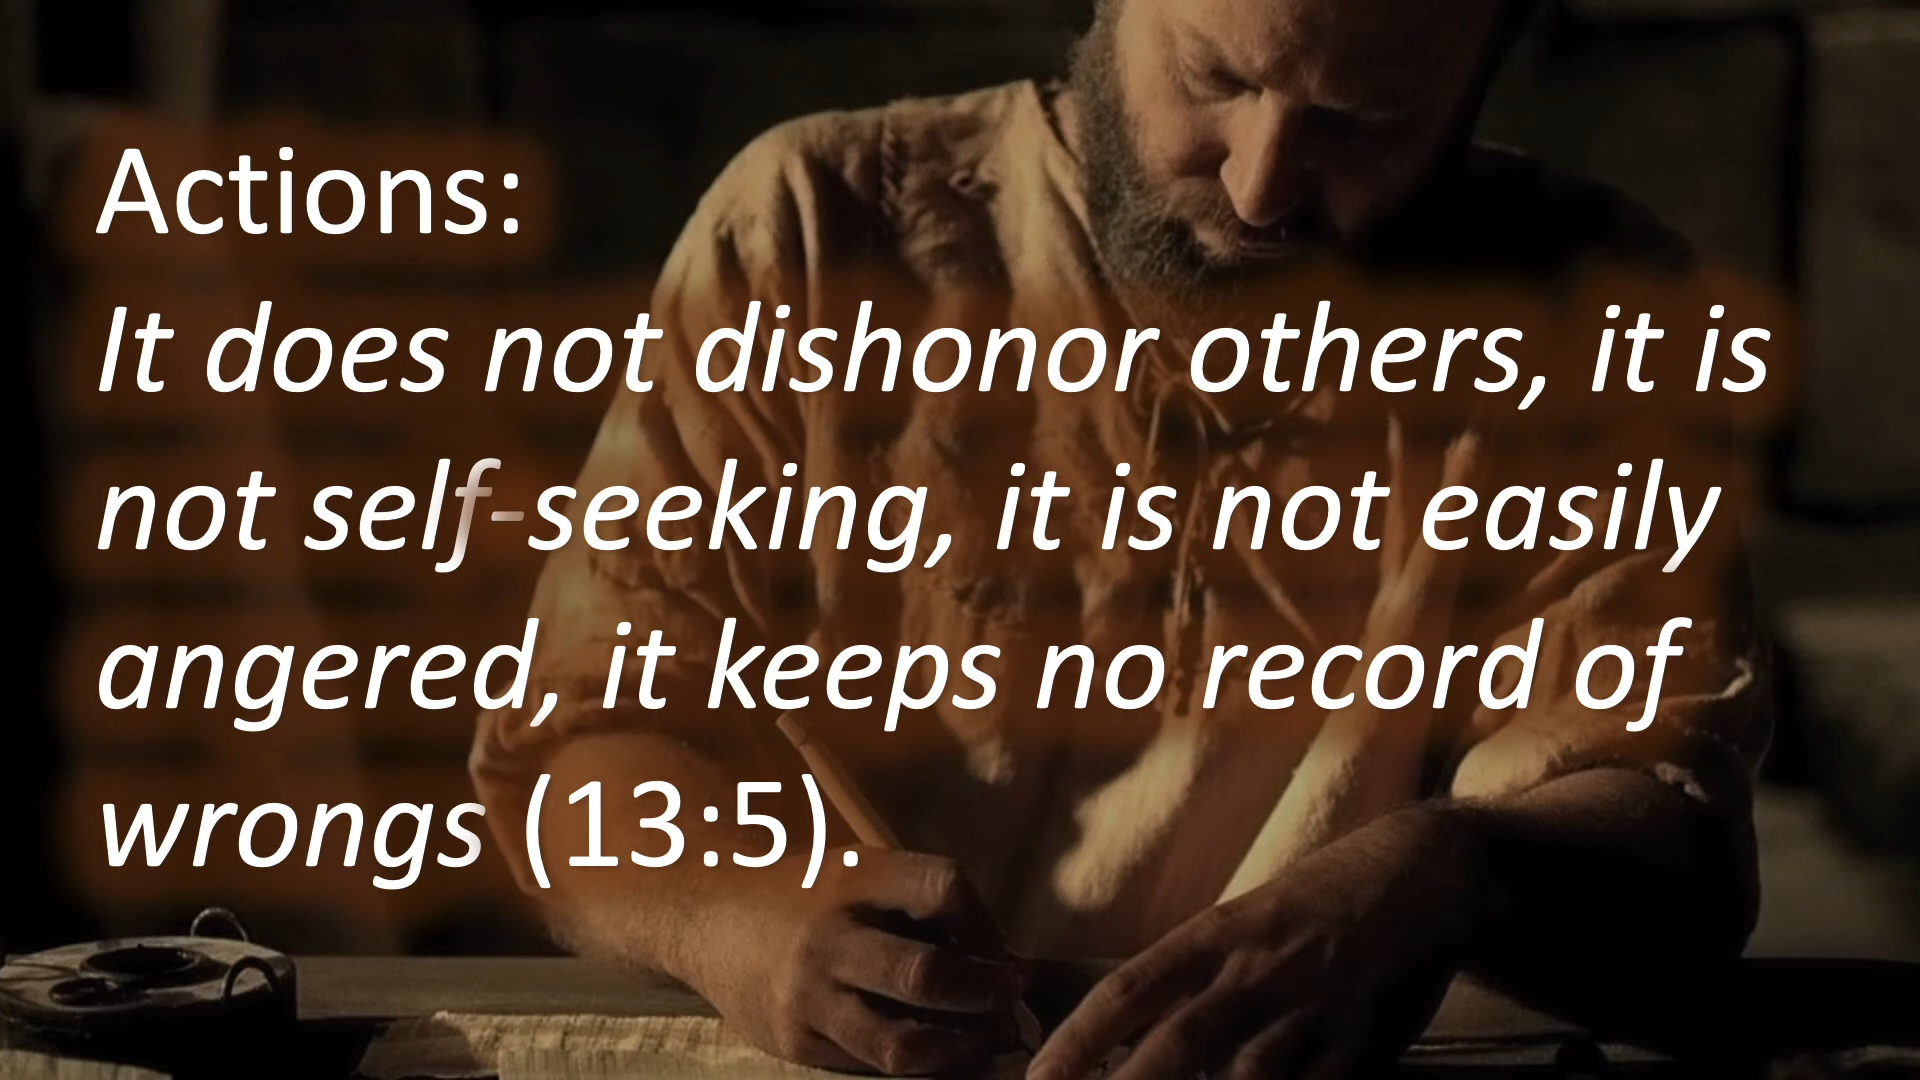 Actions:
It does not dishonor others, it is
not self-seeking, it is not easily
angered, it keeps no record of
wrongs (13:5).